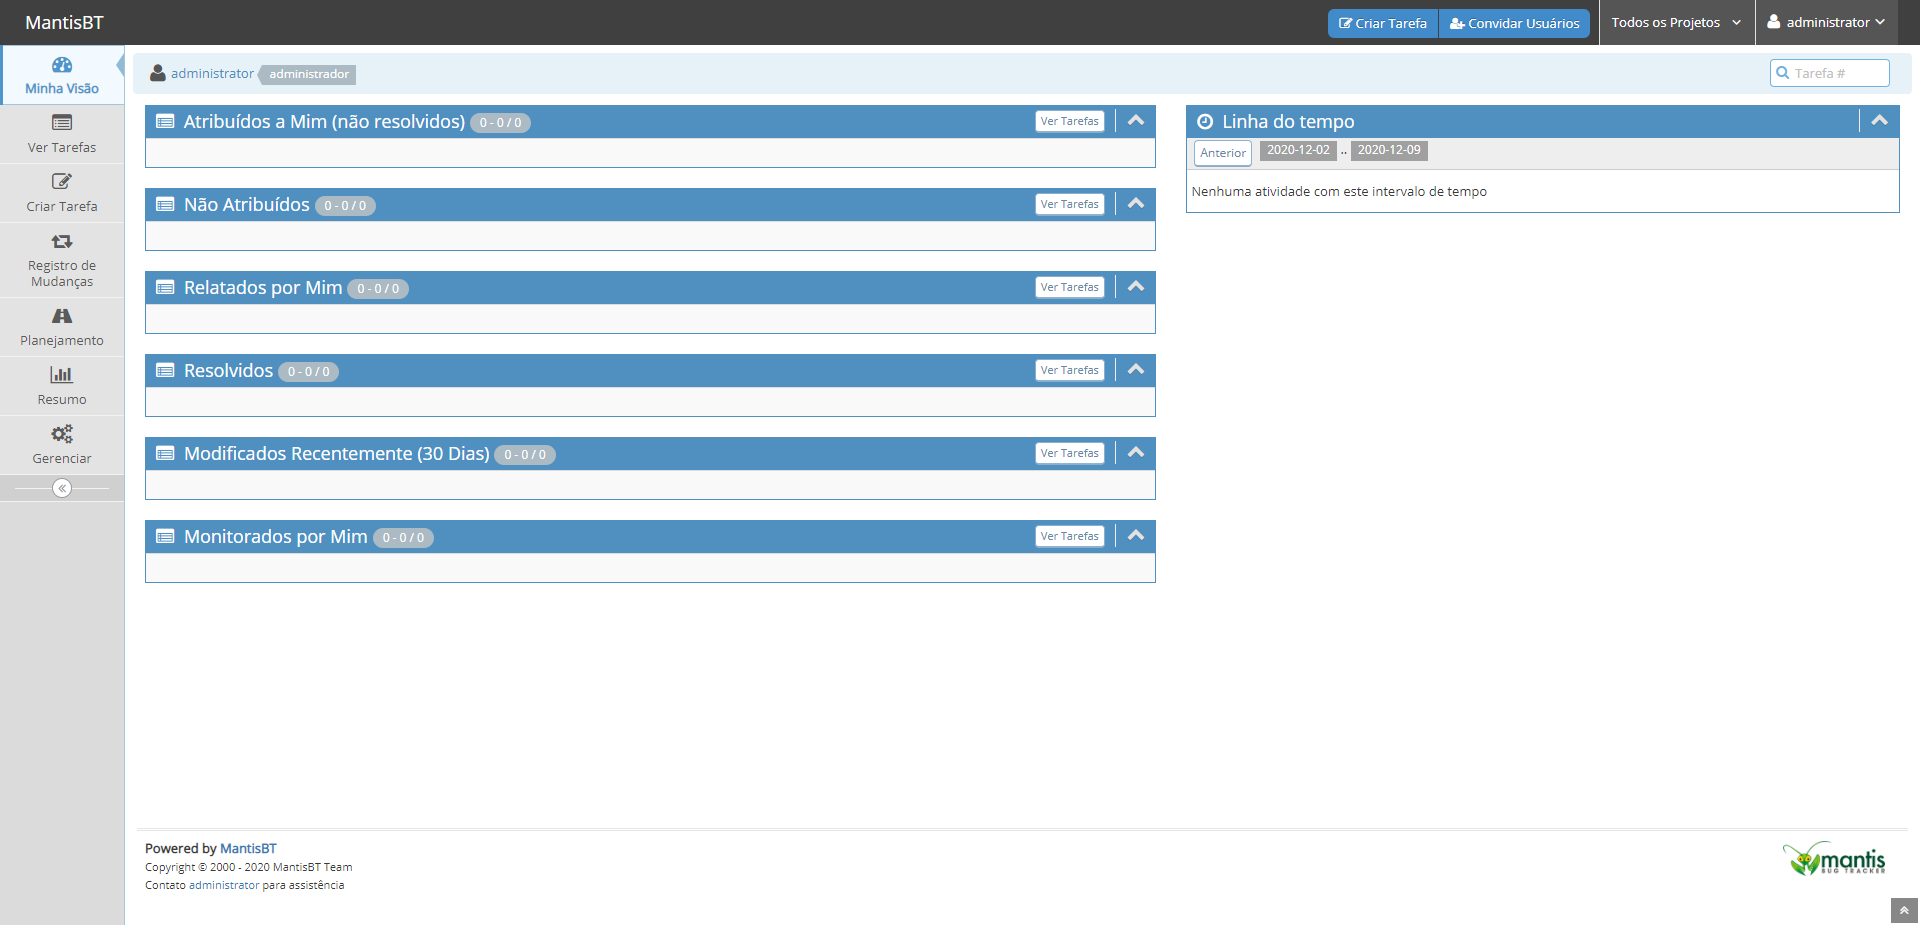 MantisBT
Criar Tarefa
Convidar Usuários
Todos os Projetos
administrator
Minha Visão
Ver Tarefas
Criar Tarefa
Registro de
Mudanças
Planejamento
Resumo
Gerenciar
administrator administrador
Tarefa #
Atribuídos a Mim (não resolvidos) 0 - 0 / 0
Ver Tarefas
Não Atribuídos 0 - 0 / 0
Ver Tarefas
Relatados por Mim 0 - 0 / 0
Ver Tarefas
Resolvidos 0 - 0 / 0
Ver Tarefas
Modificados Recentemente (30 Dias) 0 - 0 / 0
Ver Tarefas
Monitorados por Mim 0 - 0 / 0
Ver Tarefas
Linha do tempo
Anterior 2020-12-02 .. 2020-12-09
Nenhuma atividade com este intervalo de tempo
Powered by MantisBT
Copyright © 2000 - 2020 MantisBT Team
Contato administrator para assistência
mantis
BUG TRACKER